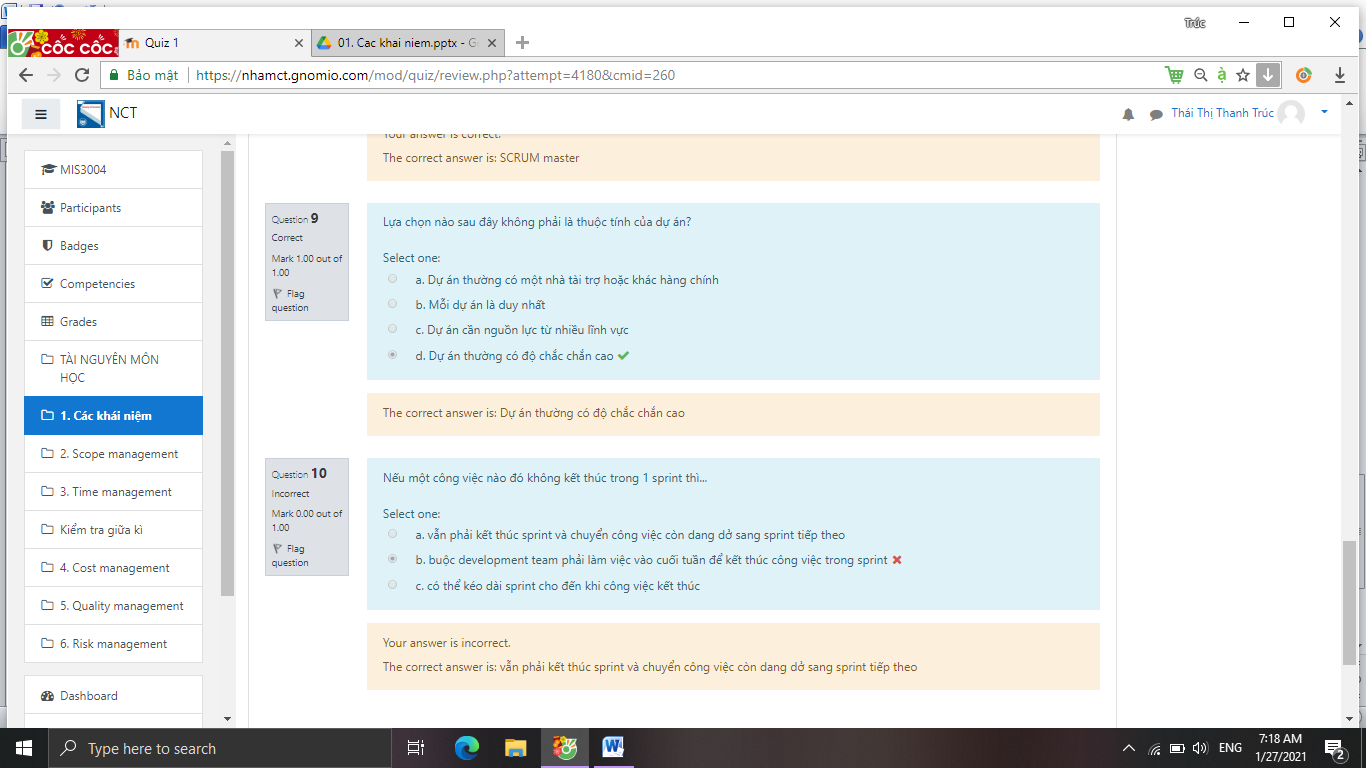 Trúc
CỐC CỐC
Quiz 1
01. Cac khai niem.pptx - G
Bảo mật
https://nhamct.gnomio.com/mod/quiz/review.php?attempt=4180&cmid=260
NCT
Thái Thị Thanh Trúc
MIS3004
Participants
Badges
Competencies
Grades
TÀI NGUYÊN MÔN
HỌC
1. Các khái niệm
2. Scope management
3. Time management
Kiểm tra giữa kì
4. Cost management
5. Quality management
6. Risk management
Dashboard
Your answer is correct.
The correct answer is: SCRUM master
Question 9
Correct
Mark 1.00 out of
1.00
Flag
question
Lựa chọn nào sau đây không phải là thuộc tính của dự án?
Select one:
a. Dự án thường có một nhà tài trợ hoặc khác hàng chính
b. Mỗi dự án là duy nhất
c. Dự án cần nguồn lực từ nhiều lĩnh vực
d. Dự án thường có độ chắc chắn cao
The correct answer is: Dự án thường có độ chắc chắn cao
Question 10
Incorrect
Mark 0.00 out of
1.00
Flag
question
Nếu một công việc nào đó không kết thúc trong 1 sprint thì...
Select one:
a. vẫn phải kết thúc sprint và chuyển công việc còn dang dở sang sprint tiếp theo
b. buộc development team phải làm việc vào cuối tuần để kết thúc công việc trong sprint
c. có thể kéo dài sprint cho đến khi công việc kết thúc
Your answer is incorrect.
The correct answer is: vẫn phải kết thúc sprint và chuyển công việc còn dang dở sang sprint tiếp theo
Type here to search
ENG
7:18 AM
1/27/2021
2